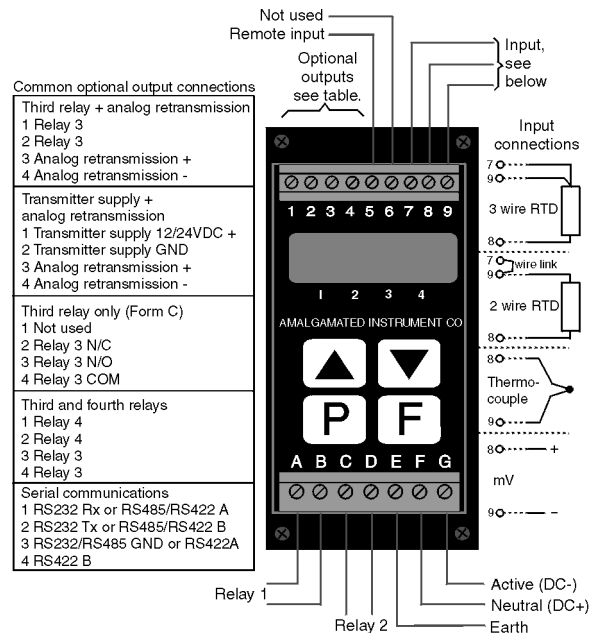 Not used
Remote input
Optional
outputs
see table.
Input,
see
below
Common optional output connections
Third relay + analog retransmission
1 Relay 3
2 Relay 3
3 Analog retransmission +
4 Analog retransmission -
Transmitter supply +
analog retransmission
1 Transmitter supply 12/24VDC +
2 Transmitter supply GND
3 Analog retransmission +
4 Analog retransmission -
Third relay only (Form C)
1 Not used
2 Relay 3 N/C
3 Relay 3 N/O
4 Relay 3 COM
Third and fourth relays
1 Relay 4
2 Relay 4
3 Relay 3
4 Relay 3
Serial communications
1 RS232 Rx or RS485/RS422 A
2 RS232 Tx or RS485/RS422 B
3 RS232/RS485 GND or RS422A
4 RS422 B
1 2 3 4 5 6 7 8 9
1 2 3 4
AMALGAMATED INSTRUMENT CO
P F
A B C D E F G
Relay 1
Relay 2
Active (DC-)
Neutral (DC+)
Earth
Input
connections
7
9
3 wire RTD
8
7
wire link
9
2 wire RTD
8
8
Thermo-
couple
9
8 +
mV
9 -